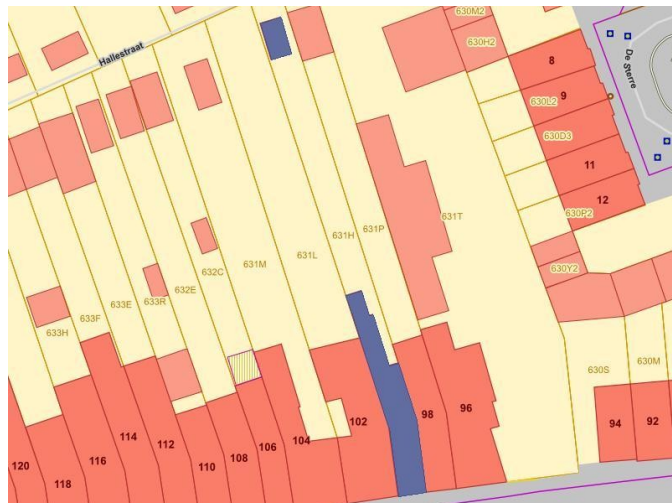 630M2
630H2
Hallestraat
De Sterre
8
9
630L2
630D3
11
12
630P2
631T
631P
631H
631L
631M
632C
632E
633R
633E
633F
633H
630Y2
630S
630M
94
92
96
98
102
104
106
108
110
112
114
116
118
120